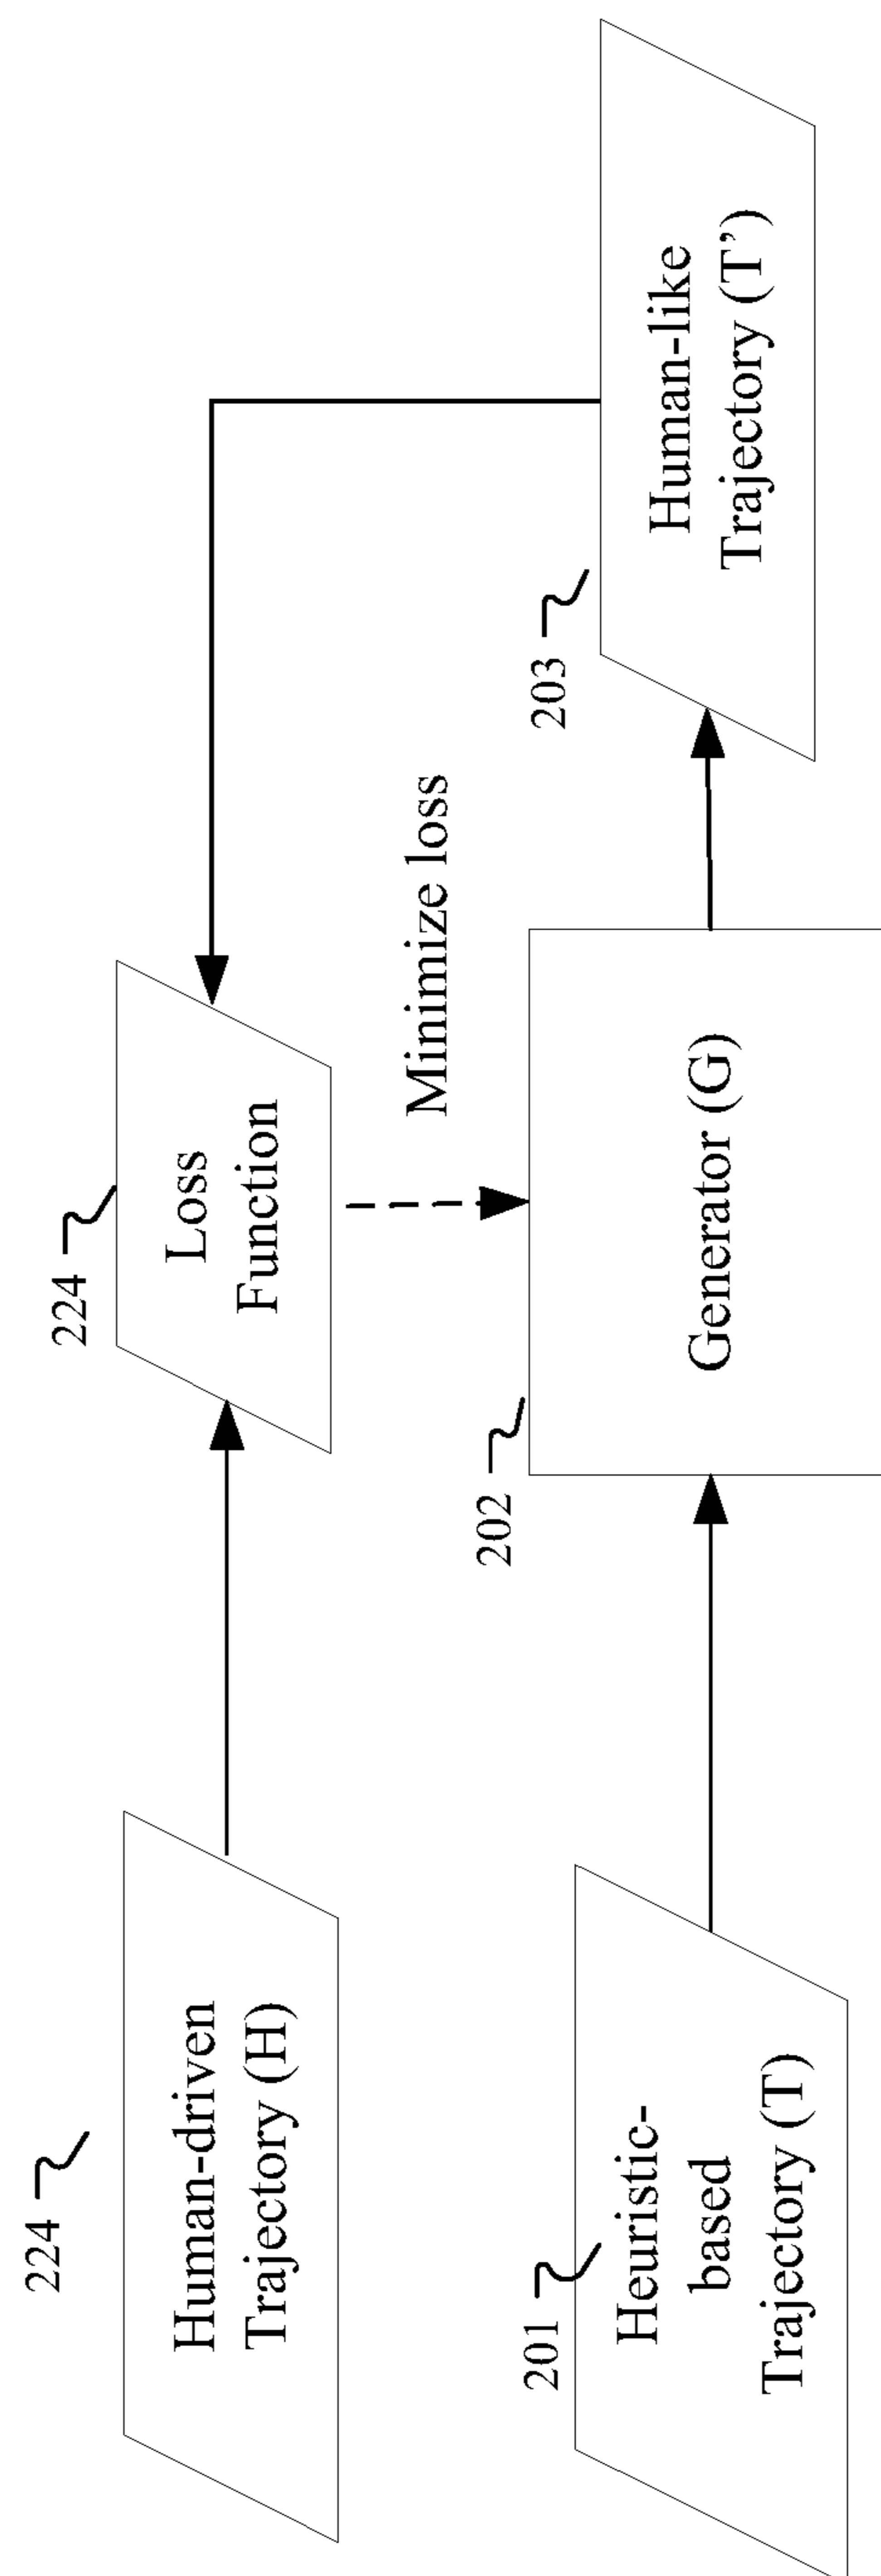 224
Human-driven
Trajectory (H)
224
Loss
Function
Minimize loss
201
Heuristic-
based
Trajectory (T)
202
Generator (G)
203
Human-like
Trajectory (T’)